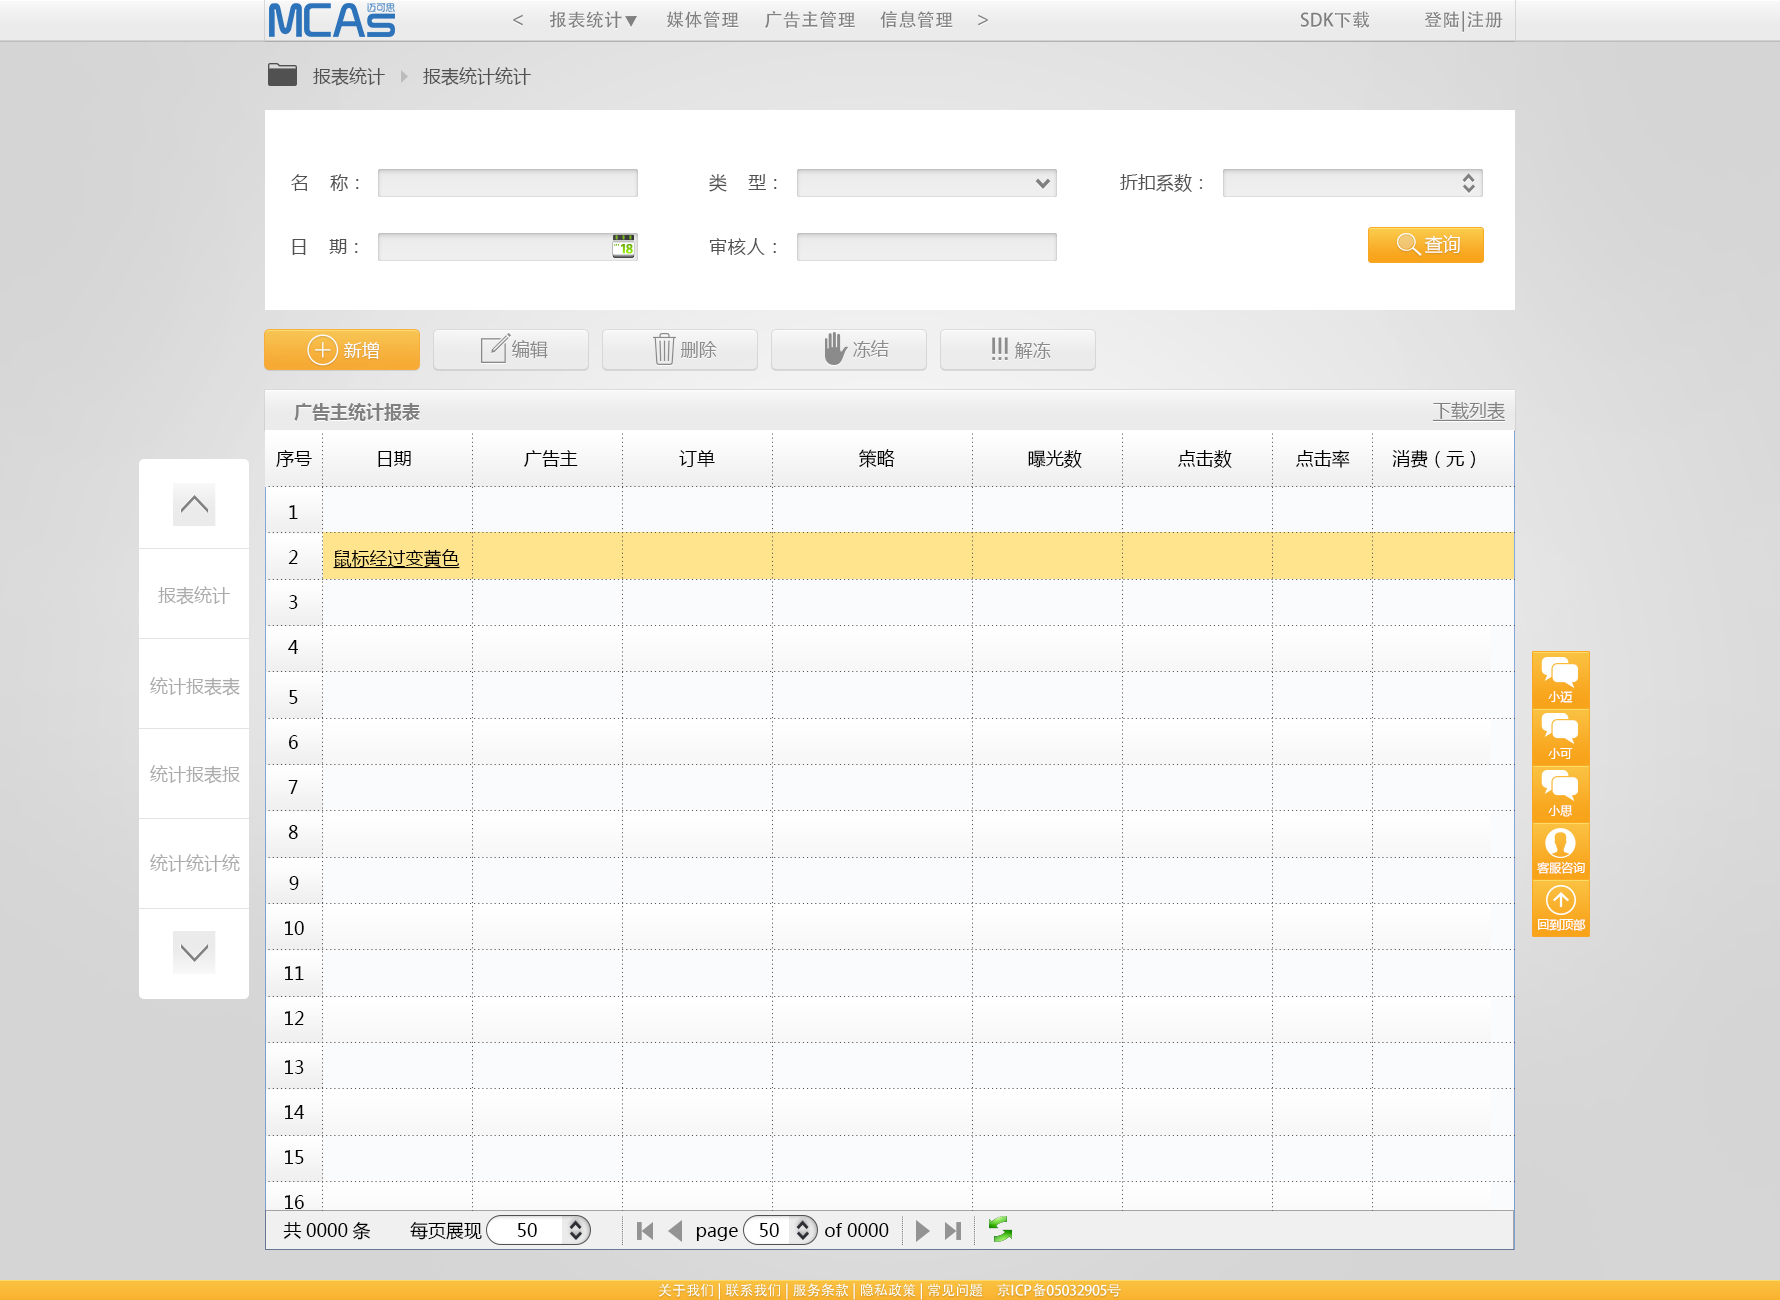 MCAs 迈可思 < 报表统计▼ 媒体管理 广告主管理 信息管理 > SDK下载 登陆|注册
报表统计 报表统计统计
名 称： 类 型： 折扣系数：
日 期： 18 审核人： 查询
新增 编辑 删除 冻结 !!! 解冻
广告主统计报表 下载列表
序号 日期 广告主 订单 策略 曝光数 点击数 点击率 消费（元）
1
2 鼠标经过变黄色
3
4
5
6
7
8
9
10
11
12
13
14
15
16
共 0000 条 每页展现 50 page 50 of 0000
报表统计
统计报表表
统计报表报
统计统计统
小迈
小可
小思
客服咨询
回到顶部
关于我们 | 联系我们 | 服务条款 | 隐私政策 | 常见问题 京ICP备05032905号